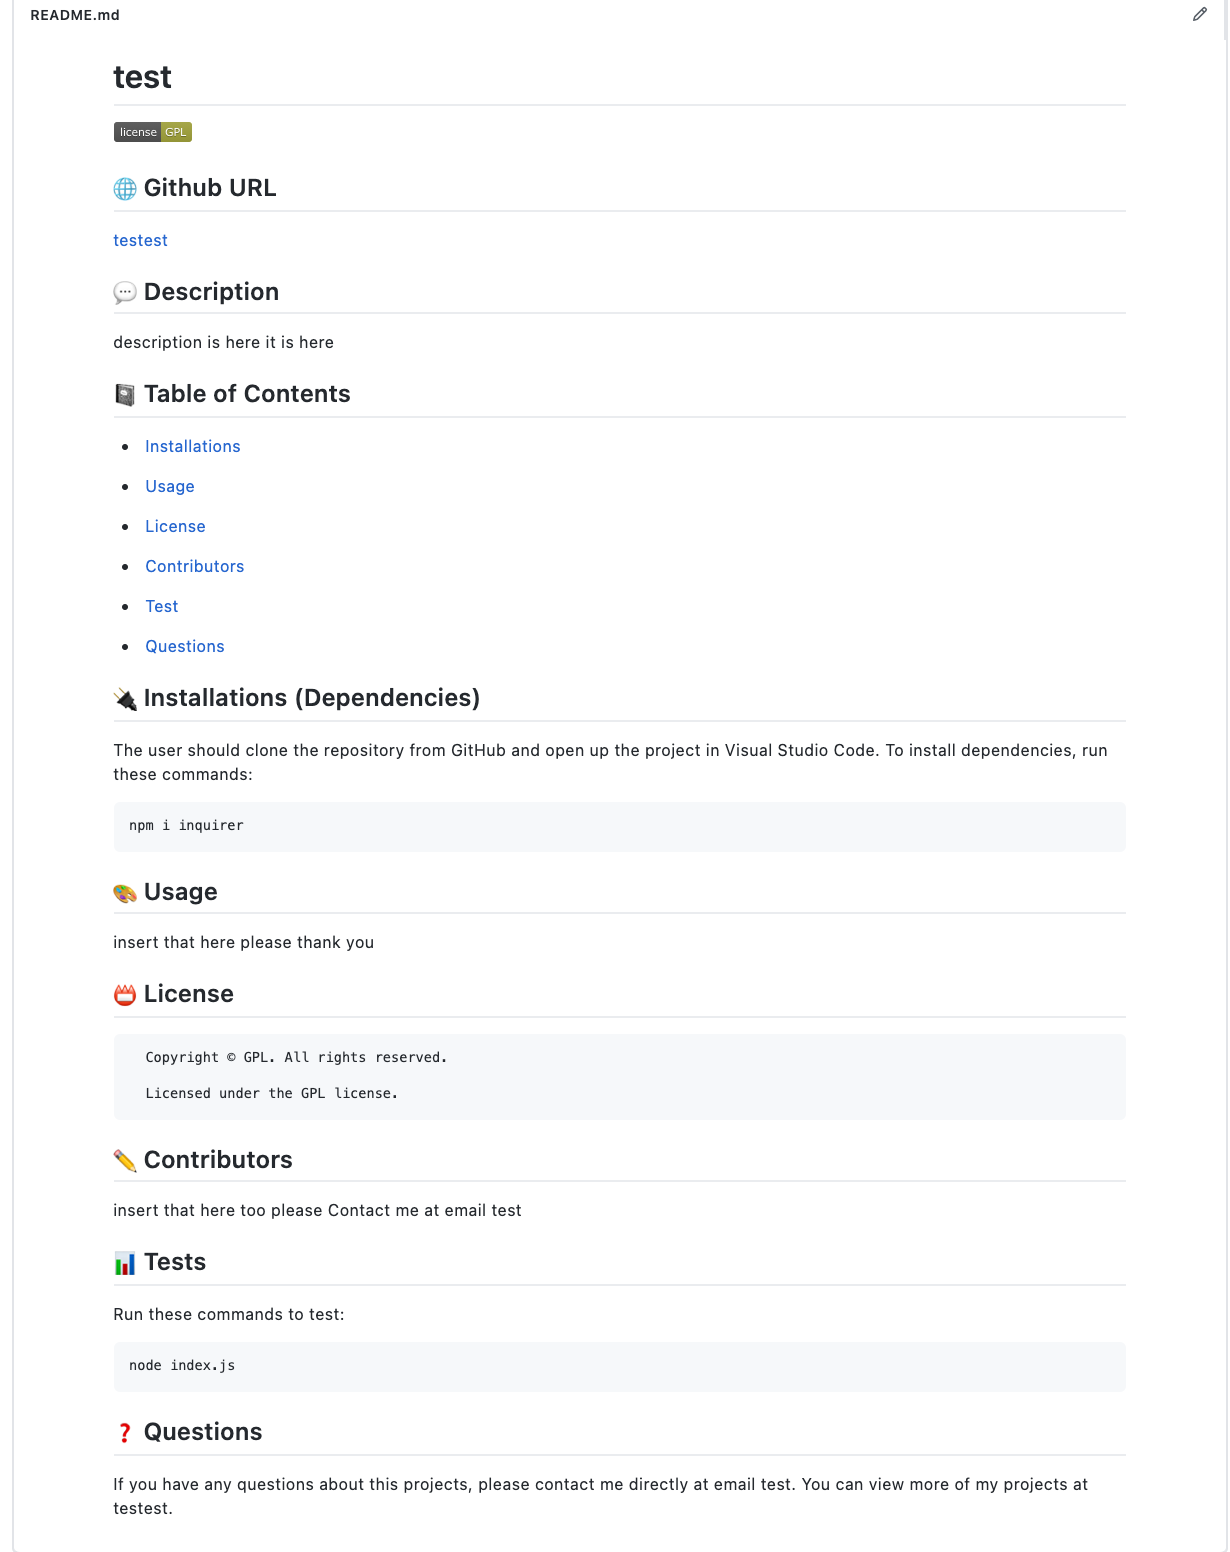 README.md
test
license GPL
🌐 Github URL
testest
💬 Description
description is here it is here
📓 Table of Contents
• Installations
• Usage
• License
• Contributors
• Test
• Questions
🔌 Installations (Dependencies)
The user should clone the repository from GitHub and open up the project in Visual Studio Code. To install dependencies, run
these commands:
npm i inquirer
🎨 Usage
insert that here please thank you
📛 License
Copyright © GPL. All rights reserved.
Licensed under the GPL license.
✏️ Contributors
insert that here too please Contact me at email test
📊 Tests
Run these commands to test:
node index.js
❓ Questions
If you have any questions about this projects, please contact me directly at email test. You can view more of my projects at
testest.